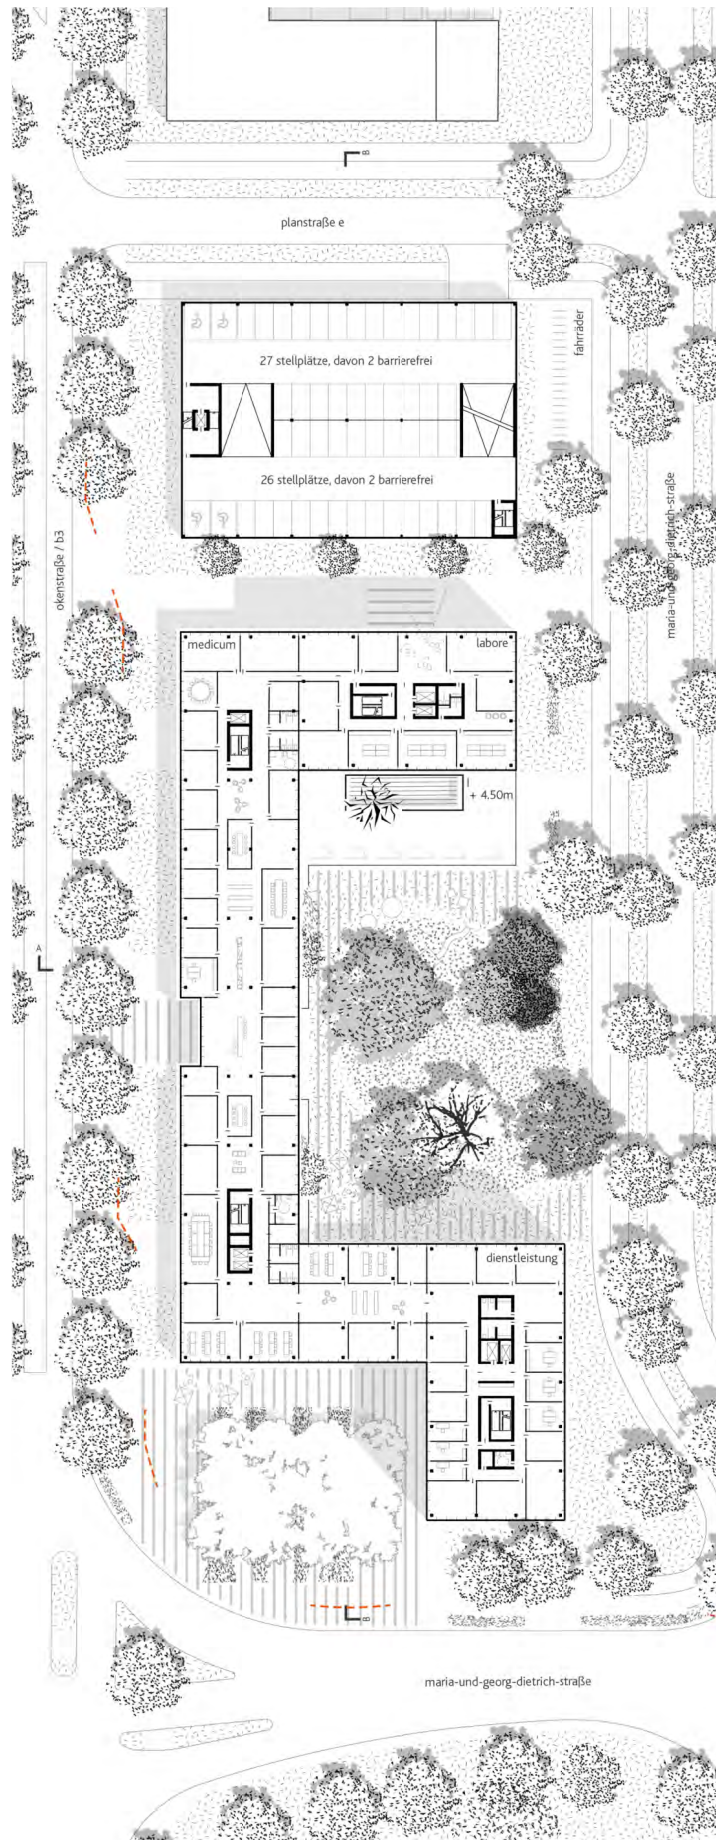 B
planstraße e
fahrräder
27 stellplätze, davon 2 barrierefrei
26 stellplätze, davon 2 barrierefrei
okenstraße / b3
maria-und-georg-dietrich-straße
medicum
labore
I
+ 4.50m
A
dienstleistung
B
maria-und-georg-dietrich-straße